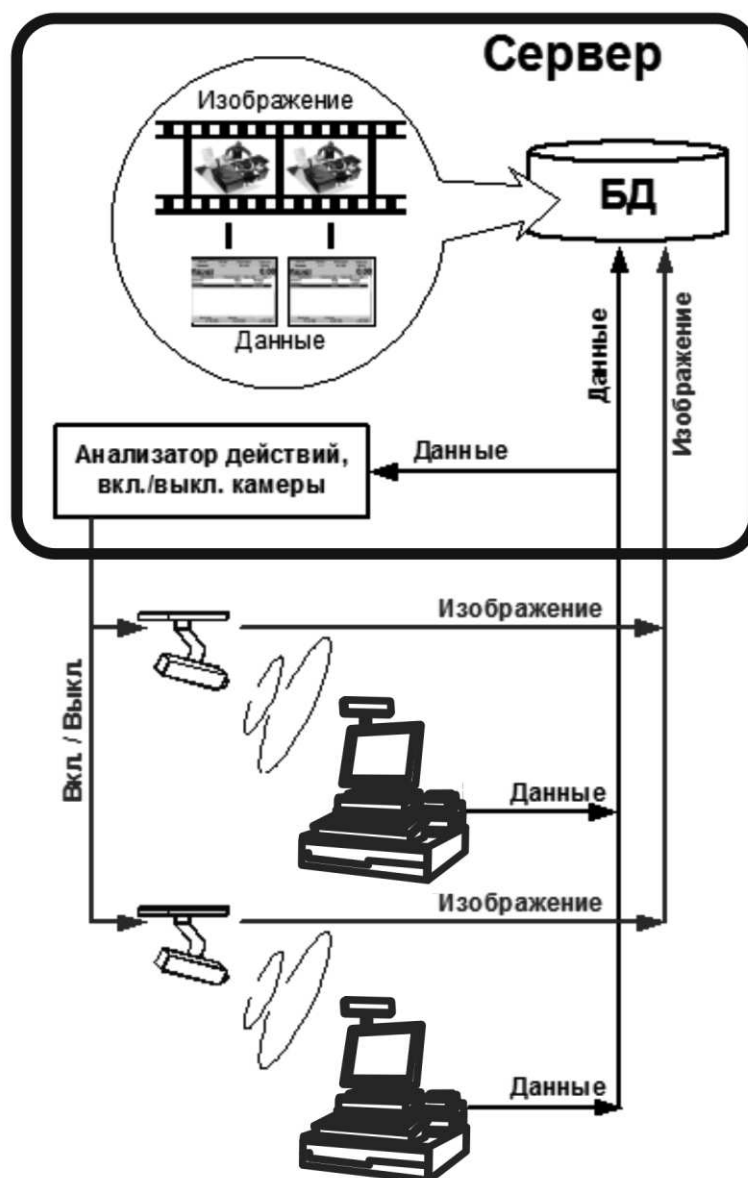 Сервер
Изображение
БД
Данные
Данные
Изображение
Анализатор действий,
вкл./выкл. камеры
Данные
Изображение
Вкл. / Выкл.
Данные
Изображение
Данные